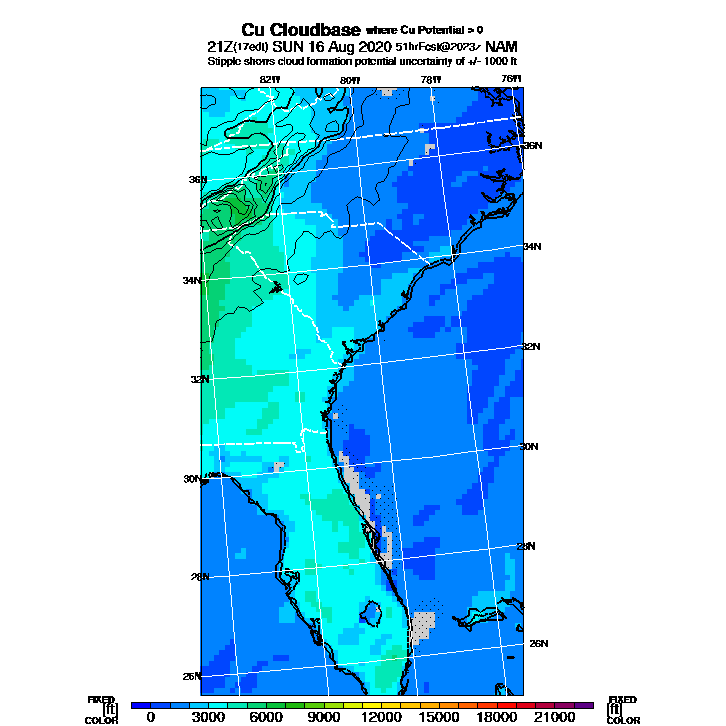 Cu Cloudbase where Cu Potential > 0
21Z(17edt) SUN 16 Aug 2020 51hrFcst@2023z NAM
Stipple shows cloud formation potential uncertainty of +/- 1000 ft
82W 80W 78W 76W
36N
36N
34N
34N
32N
32N
30N
30N
28N
28N
26N
26N
FIXED FIXED
[ft] [ft]
COLOR COLOR
0 3000 6000 9000 12000 15000 18000 21000